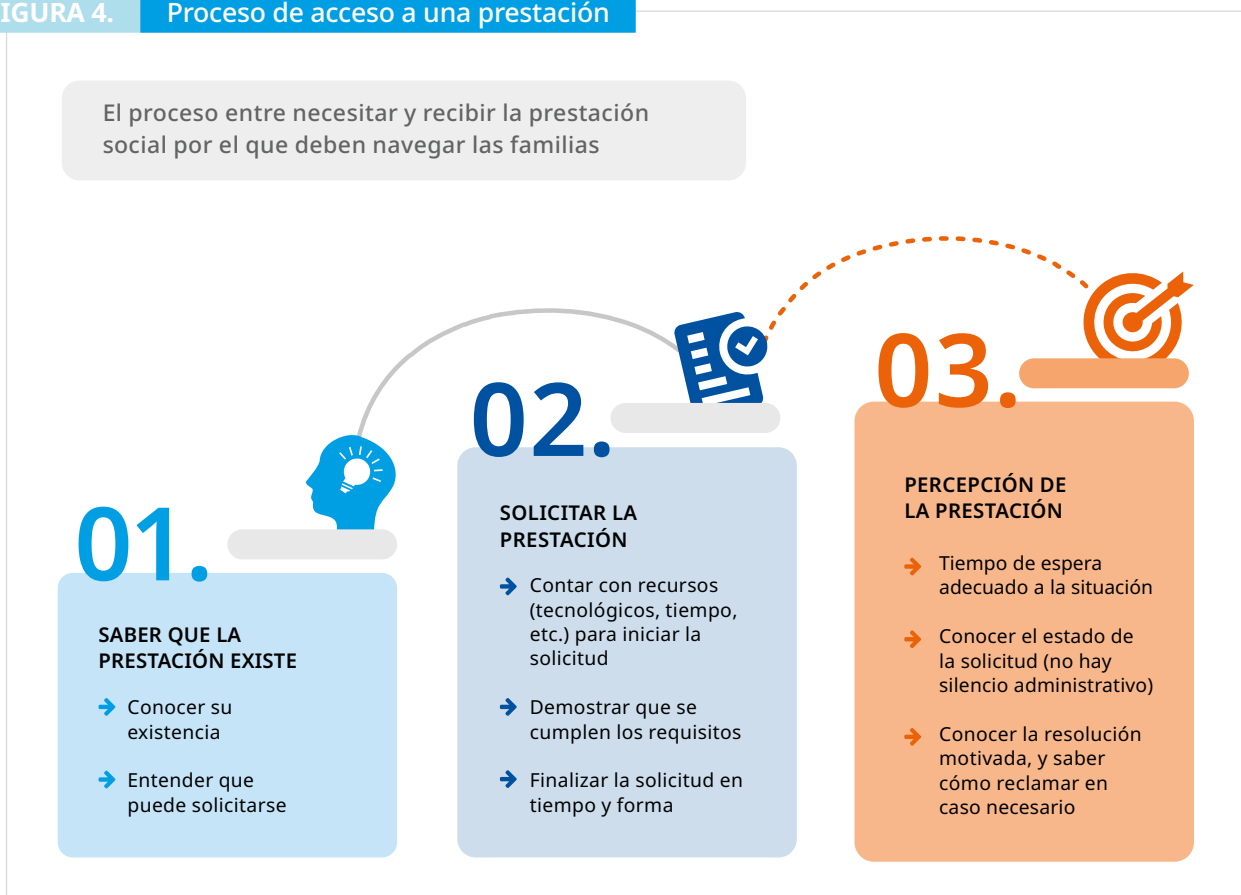 IGURA 4.
Proceso de acceso a una prestación
El proceso entre necesitar y recibir la prestación
social por el que deben navegar las familias
01.
SABER QUE LA
PRESTACIÓN EXISTE
Conocer su
existencia
Entender que
puede solicitarse
02.
SOLICITAR LA
PRESTACIÓN
Contar con recursos
(tecnológicos, tiempo,
etc.) para iniciar la
solicitud
Demostrar que se
cumplen los requisitos
Finalizar la solicitud en
tiempo y forma
03.
PERCEPCIÓN DE
LA PRESTACIÓN
Tiempo de espera
adecuado a la situación
Conocer el estado de
la solicitud (no hay
silencio administrativo)
Conocer la resolución
motivada, y saber
cómo reclamar en
caso necesario